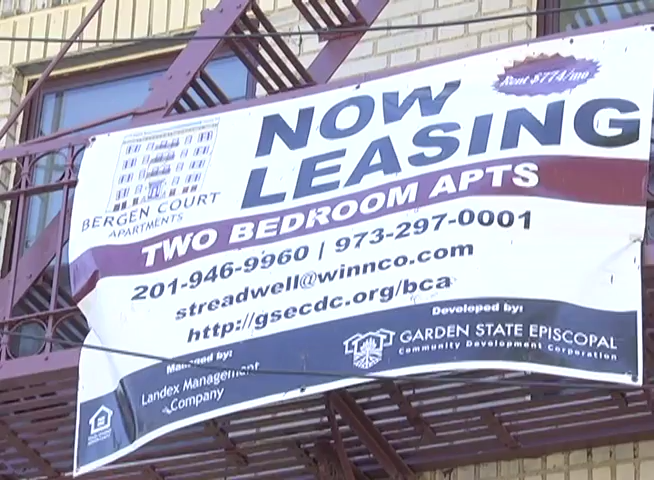 NOW
LEASING
Rent $774/mo
BERGEN COURT
APARTMENTS
TWO BEDROOM APTS
201-946-9960 | 973-297-0001
streadwell@winnco.com
http://gsecdc.org/bca
Managed by:
Landex Management
Company
Developed by:
GARDEN STATE EPISCOPAL
Community Development Corporation